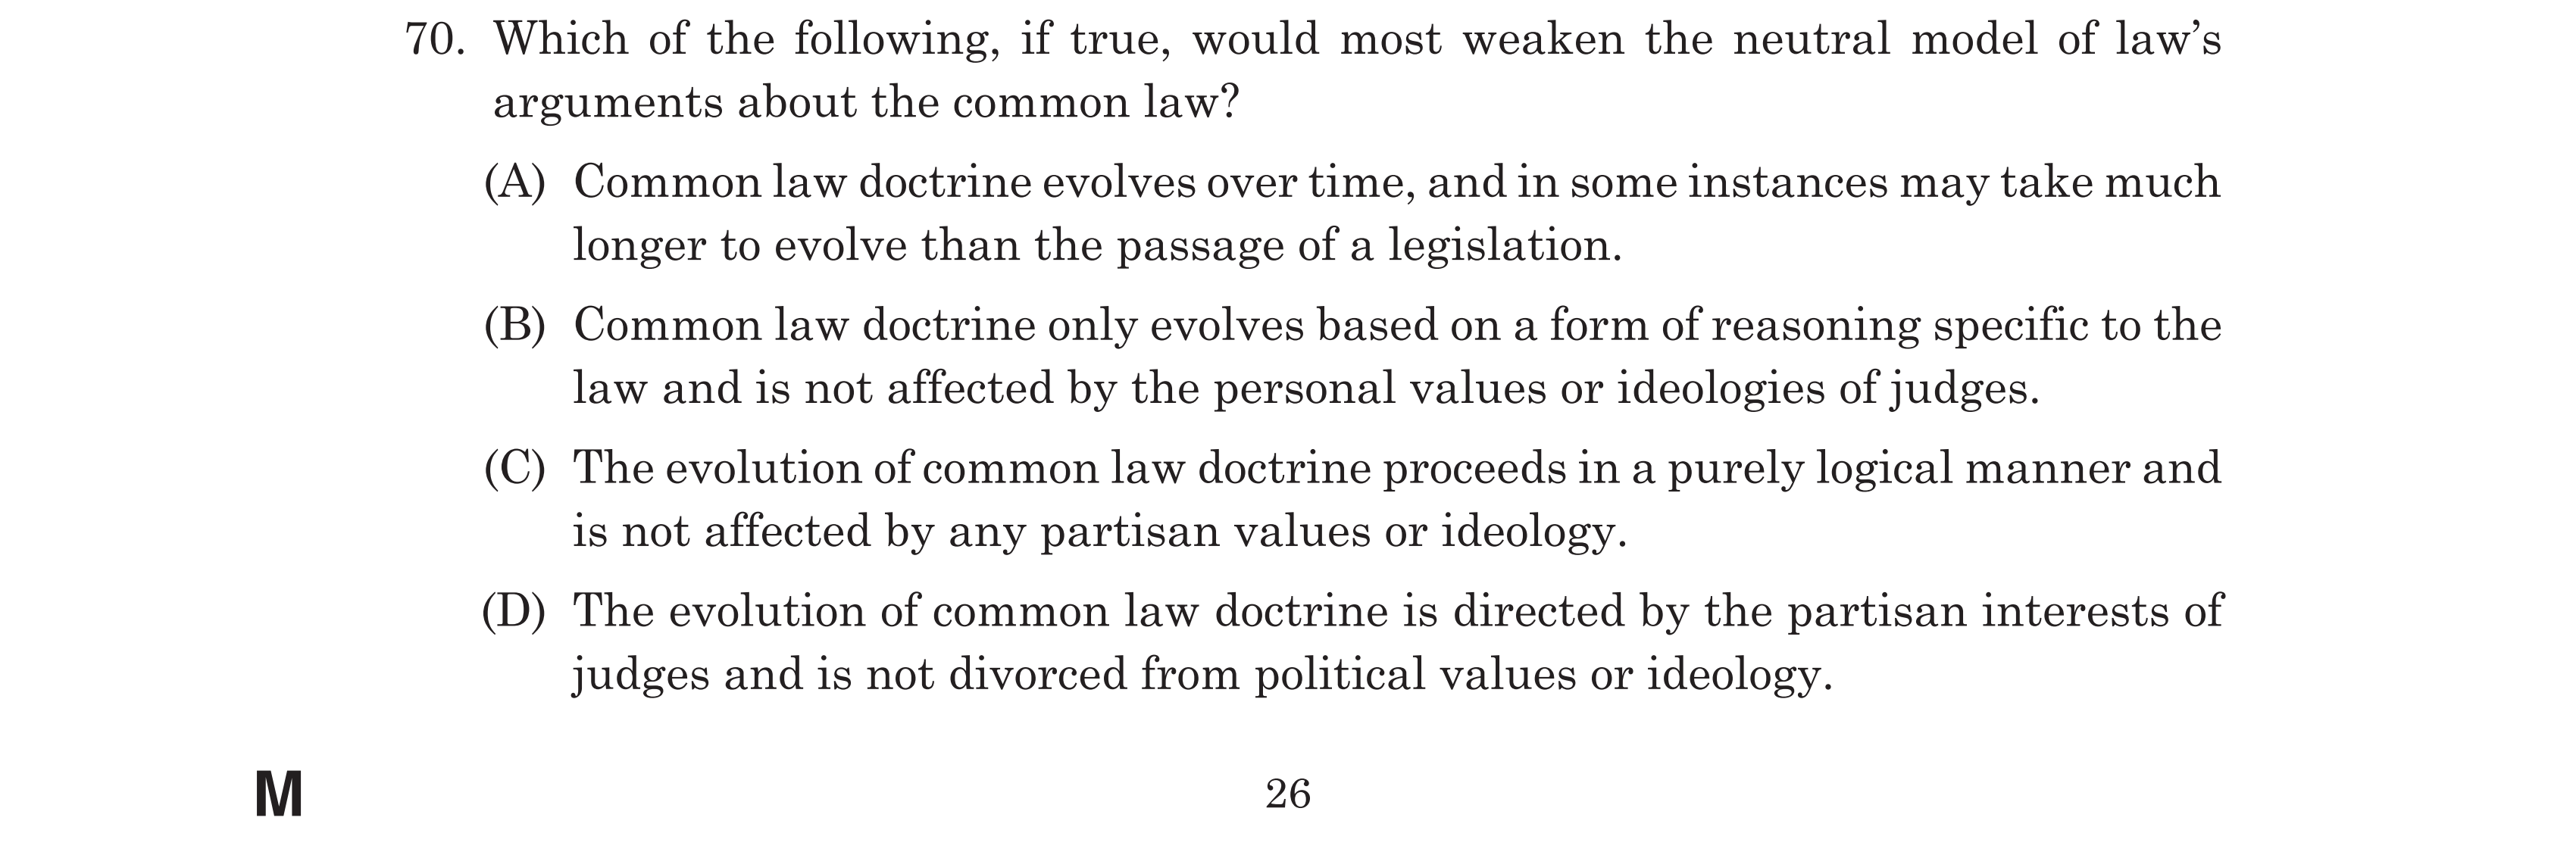 70. Which of the following, if true, would most weaken the neutral model of law’s
arguments about the common law?
(A) Common law doctrine evolves over time, and in some instances may take much
longer to evolve than the passage of a legislation.
(B) Common law doctrine only evolves based on a form of reasoning specific to the
law and is not affected by the personal values or ideologies of judges.
(C) The evolution of common law doctrine proceeds in a purely logical manner and
is not affected by any partisan values or ideology.
(D) The evolution of common law doctrine is directed by the partisan interests of
judges and is not divorced from political values or ideology.
M 26